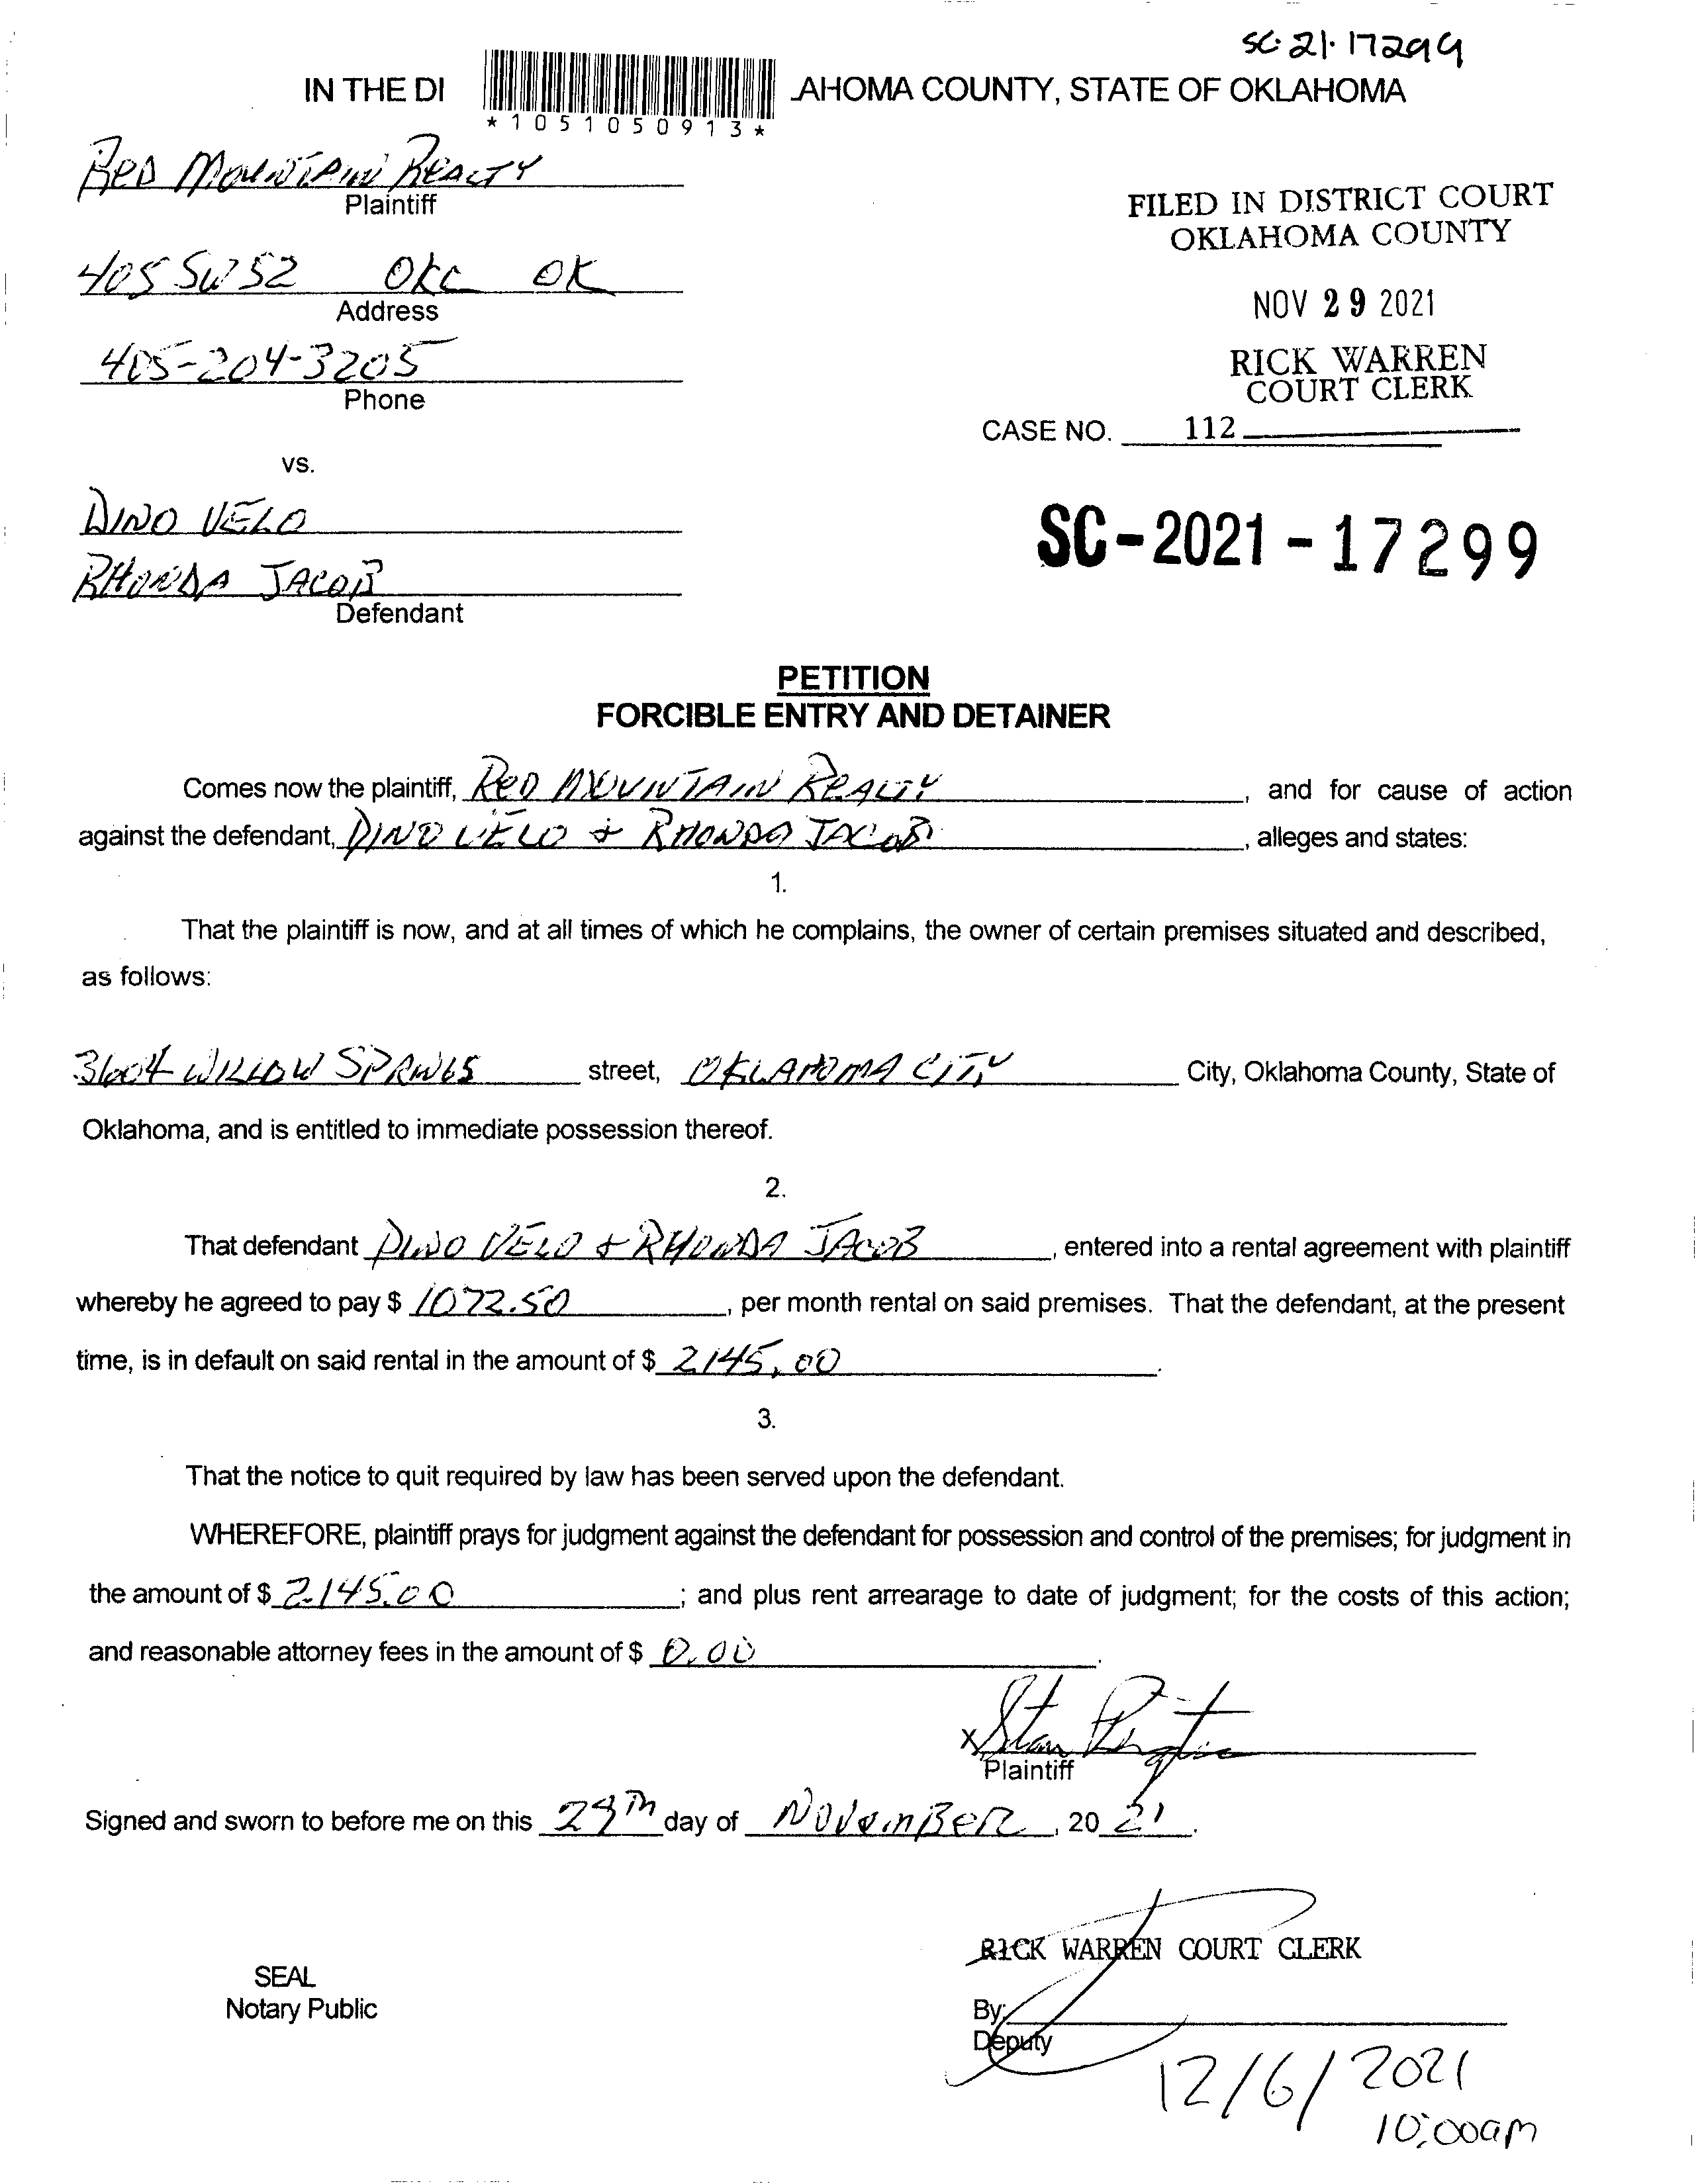 SC-21-17299
IN THE DI AHOMA COUNTY, STATE OF OKLAHOMA
*1051050913*
RED MOUNTAIN REALTY
Plaintiff
FILED IN DISTRICT COURT
OKLAHOMA COUNTY
405 SW 52 OKC OK
Address
NOV 29 2021
405-204-3205
Phone
RICK WARREN
COURT CLERK
CASE NO. 112
vs.
DINO VELO
SC-2021-17299
RHONDA JACOB
Defendant
PETITION
FORCIBLE ENTRY AND DETAINER
Comes now the plaintiff, RED MOUNTAIN REALTY, and for cause of action
against the defendant, DINO VELO + RHONDA JACOB, alleges and states:
1.
That the plaintiff is now, and at all times of which he complains, the owner of certain premises situated and described,
as follows:
3604 WILLOW SPRINGS street, OKLAHOMA CITY City, Oklahoma County, State of
Oklahoma, and is entitled to immediate possession thereof.
2.
That defendant DINO VELO + RHONDA JACOB, entered into a rental agreement with plaintiff
whereby he agreed to pay $ 1072.50, per month rental on said premises. That the defendant, at the present
time, is in default on said rental in the amount of $ 2145.00.
3.
That the notice to quit required by law has been served upon the defendant.
WHEREFORE, plaintiff prays for judgment against the defendant for possession and control of the premises; for judgment in
the amount of $ 2145.00; and plus rent arrearage to date of judgment; for the costs of this action;
and reasonable attorney fees in the amount of $ 0.00.
x Stan
Plaintiff
Signed and sworn to before me on this 29th day of NOVEMBER, 2021.
RICK WARREN COURT CLERK
SEAL
Notary Public
By:
Deputy
12/6/2021
10:00am